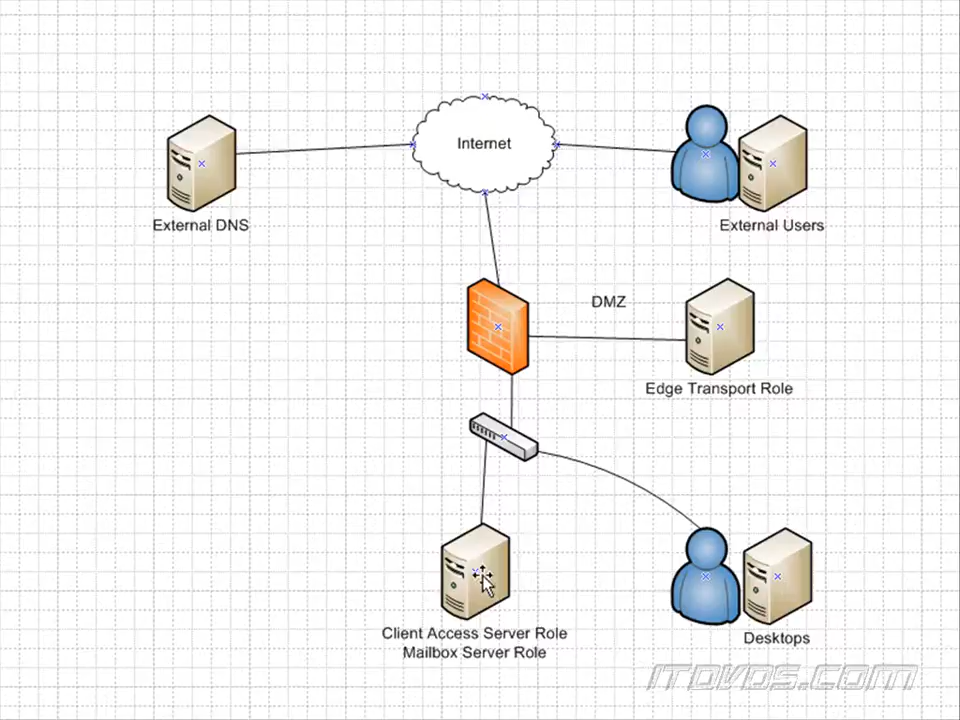 Internet
External DNS
External Users
DMZ
Edge Transport Role
Client Access Server Role
Mailbox Server Role
Desktops
ITDVDS.COM